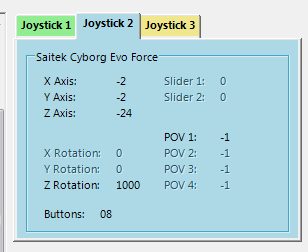 Joystick 1 Joystick 2 Joystick 3
Saitek Cyborg Evo Force
X Axis: -2 Slider 1: 0
Y Axis: -2 Slider 2: 0
Z Axis: -24
POV 1: -1
X Rotation: 0 POV 2: -1
Y Rotation: 0 POV 3: -1
Z Rotation: 1000 POV 4: -1
Buttons: 08